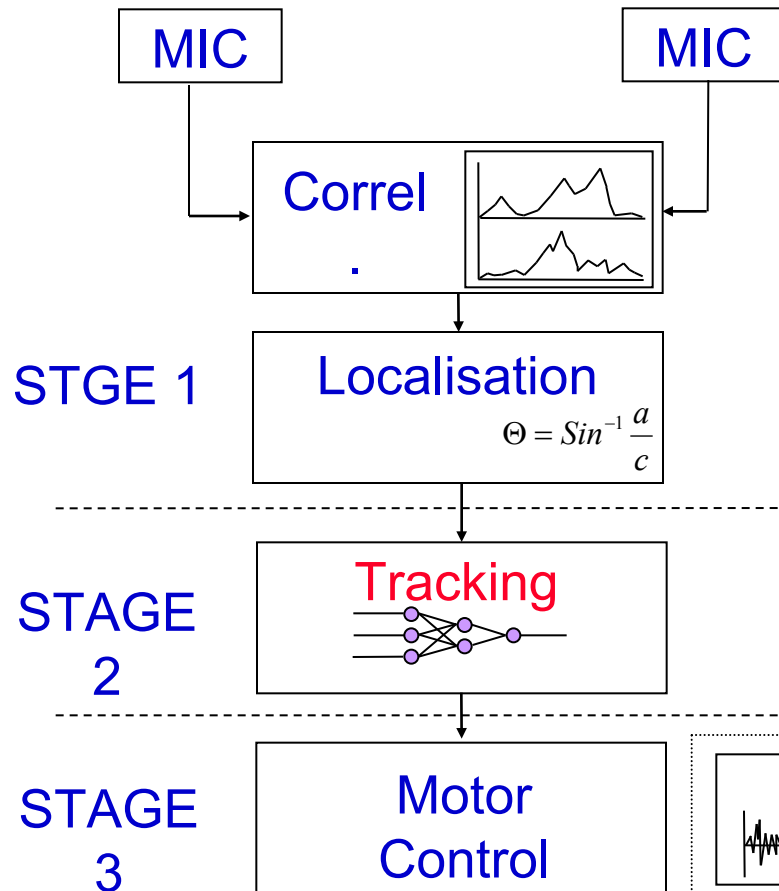 MIC
MIC
Correl
.
STGE 1
Localisation
Θ = Sin⁻¹ a/c
STAGE
2
Tracking
STAGE
3
Motor
Control